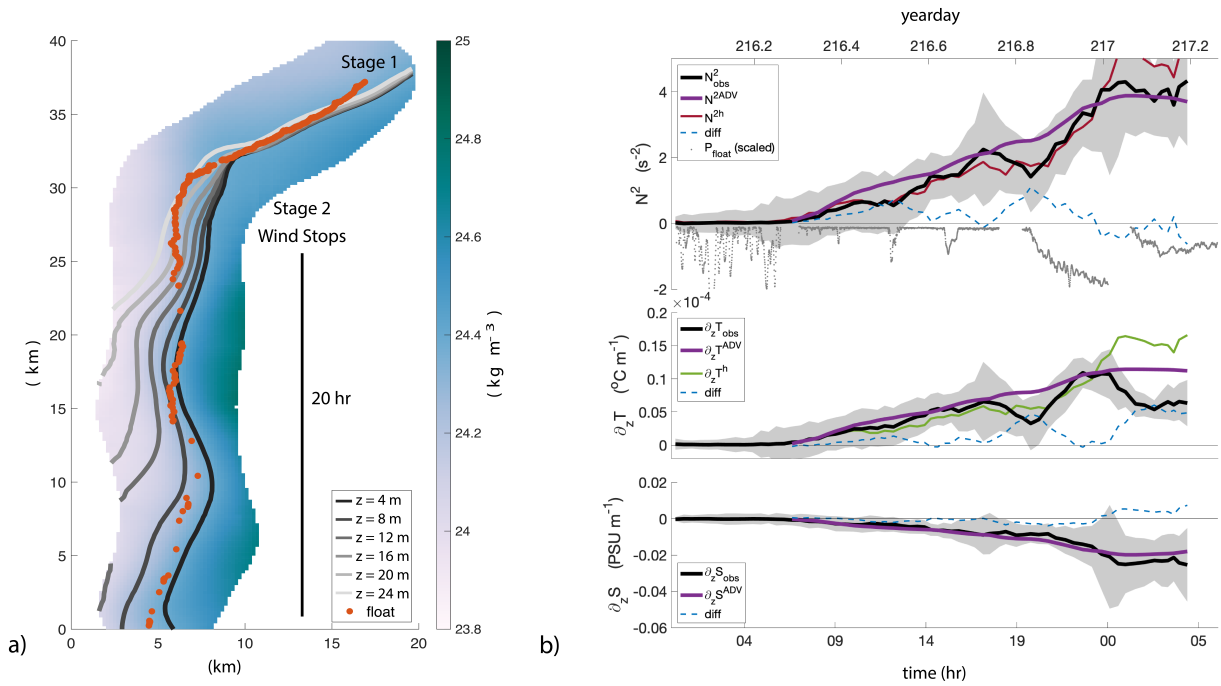 40
35
30
25
20
15
10
5
0
( km)
0
5
10
15
20
(km)
a)
Stage 1
Stage 2
Wind Stops
20 hr
z = 4 m
z = 8 m
z = 12 m
z = 16 m
z = 20 m
z = 24 m
float
25
24.8
24.6
24.4
24.2
24
23.8
( kg m⁻³ )
yearday
216.2
216.4
216.6
216.8
217
217.2
N²obs
N²ADV
N²h
diff
Pfloat (scaled)
4
2
0
-2
×10⁻⁴
N² (s⁻²)
0.2
0.15
0.1
0.05
0
∂zT (°C m⁻¹)
∂zTobs
∂zTADV
∂zTh
diff
0.02
0
-0.02
-0.04
-0.06
∂zS (PSU m⁻¹)
∂zSobs
∂zSADV
diff
04
09
14
19
00
05
time (hr)
b)